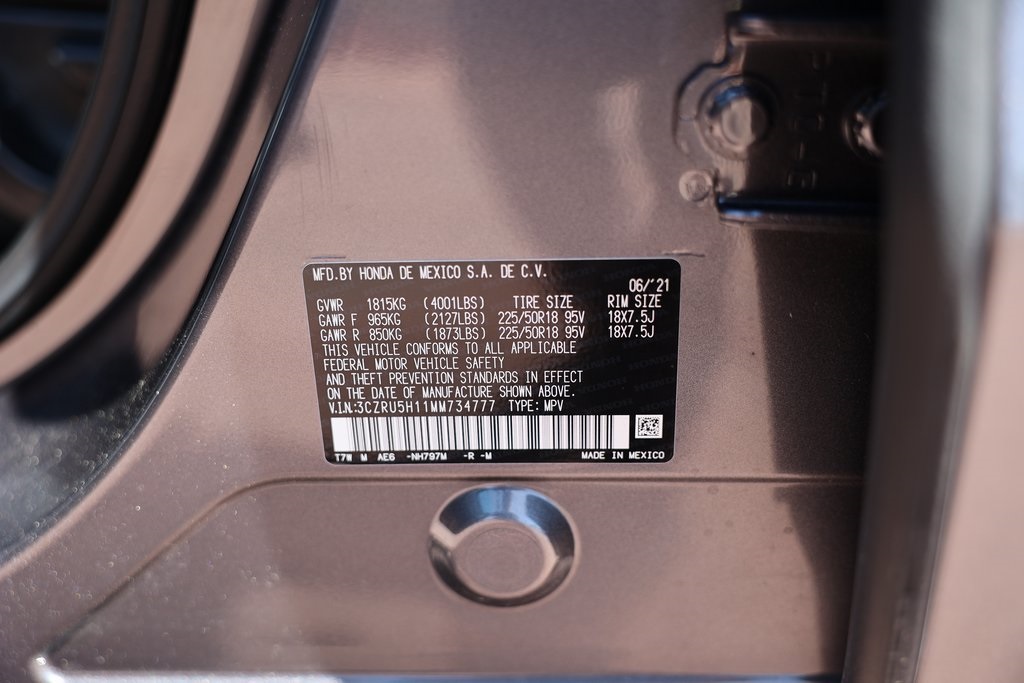 MFD.BY HONDA DE MEXICO S.A. DE C.V.
06/'21
GVWR 1815KG (4001LBS) TIRE SIZE RIM SIZE
GAWR F 965KG (2127LBS) 225/50R18 95V 18X7.5J
GAWR R 850KG (1873LBS) 225/50R18 95V 18X7.5J
THIS VEHICLE CONFORMS TO ALL APPLICABLE
FEDERAL MOTOR VEHICLE SAFETY
AND THEFT PREVENTION STANDARDS IN EFFECT
ON THE DATE OF MANUFACTURE SHOWN ABOVE.
V.I.N:3CZRU5H11MM734777 TYPE: MPV
T7W M AE6 -NH797M -R -M MADE IN MEXICO